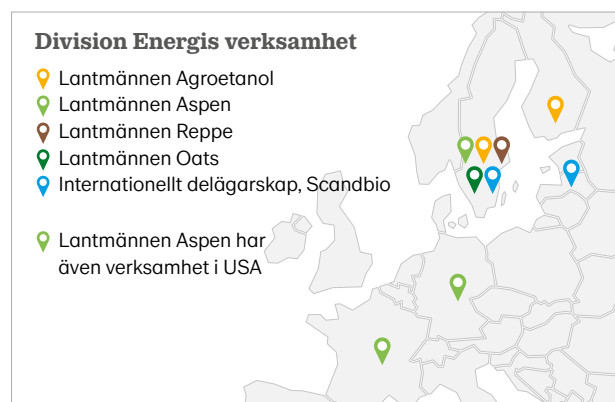 Division Energis verksamhet
Lantmännen Agroetanol
Lantmännen Aspen
Lantmännen Reppe
Lantmännen Oats
Internationellt delägarskap, Scandbio
Lantmännen Aspen har
även verksamhet i USA